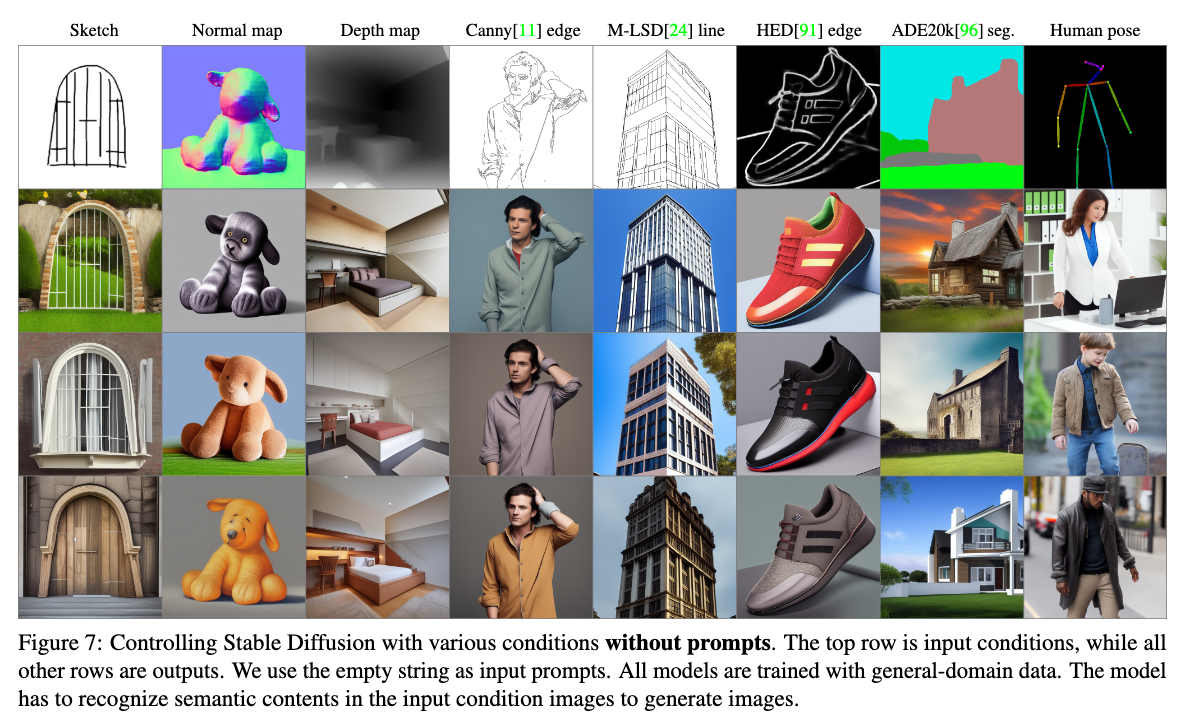 Sketch Normal map Depth map Canny[11] edge M-LSD[24] line HED[91] edge ADE20k[96] seg. Human pose
Figure 7: Controlling Stable Diffusion with various conditions without prompts. The top row is input conditions, while all
other rows are outputs. We use the empty string as input prompts. All models are trained with general-domain data. The model
has to recognize semantic contents in the input condition images to generate images.